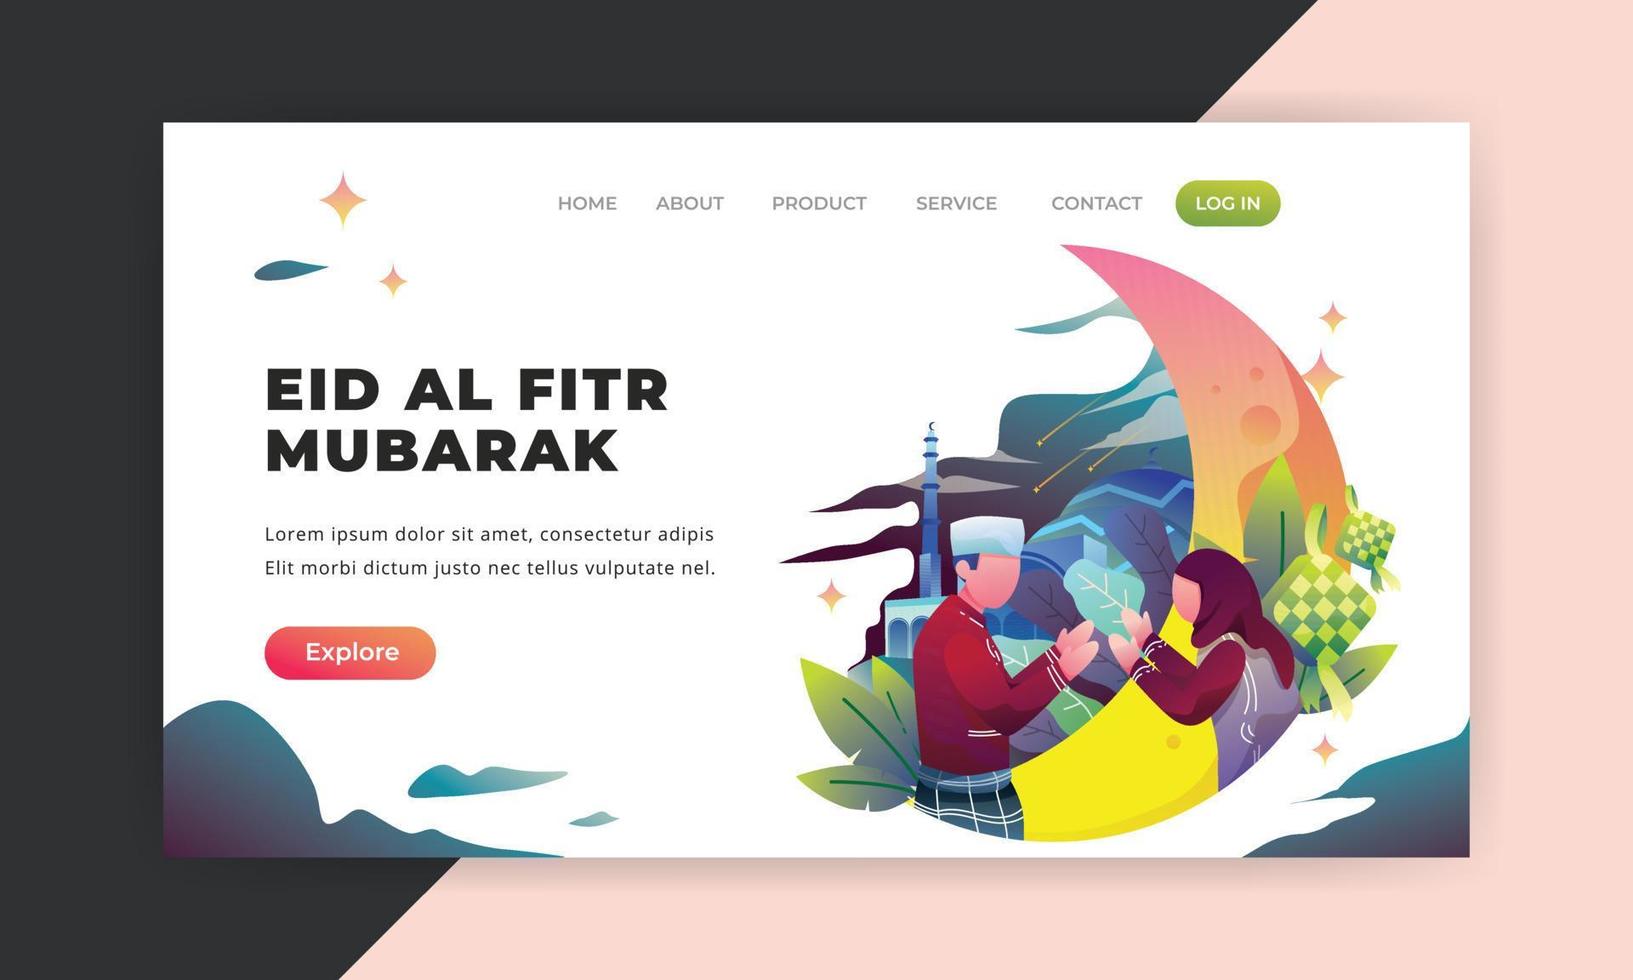 HOME ABOUT PRODUCT SERVICE CONTACT LOG IN
EID AL FITR
MUBARAK
Lorem ipsum dolor sit amet, consectetur adipis
Elit morbi dictum justo nec tellus vulputate nel.
Explore